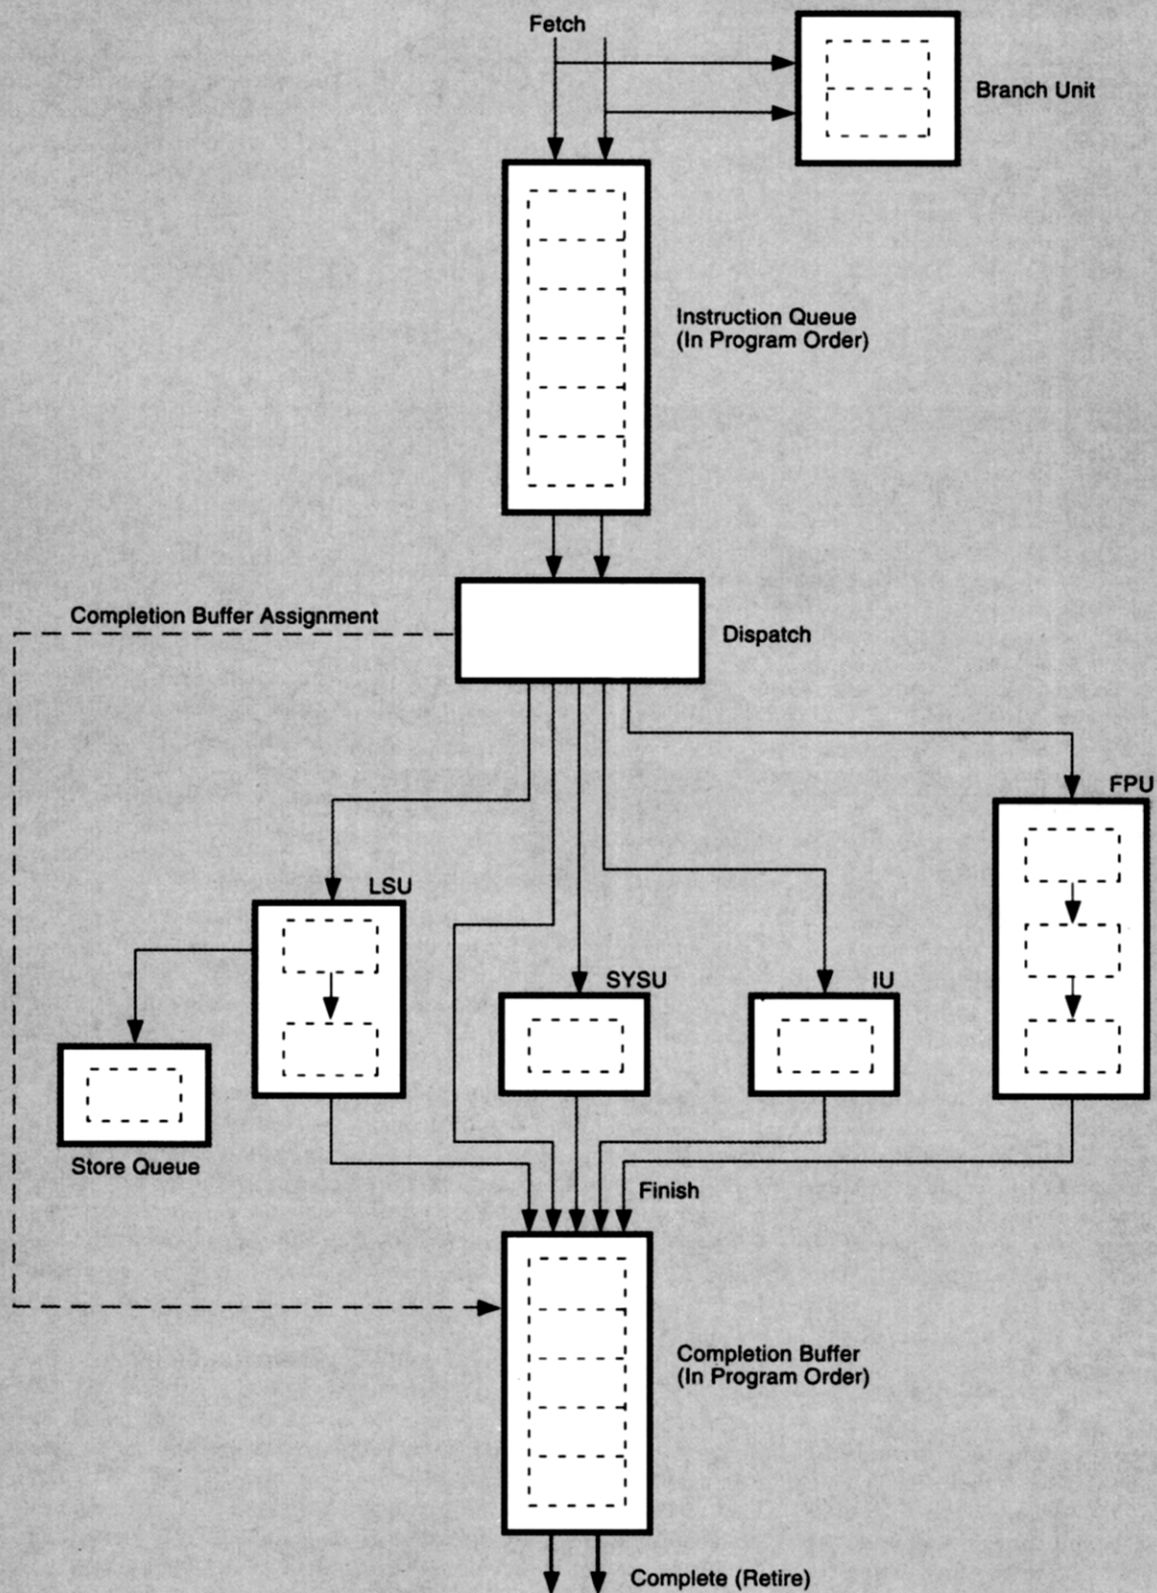 Fetch
Branch Unit
Instruction Queue
(In Program Order)
Completion Buffer Assignment
Dispatch
FPU
LSU
SYSU
IU
Store Queue
Finish
Completion Buffer
(In Program Order)
Complete (Retire)